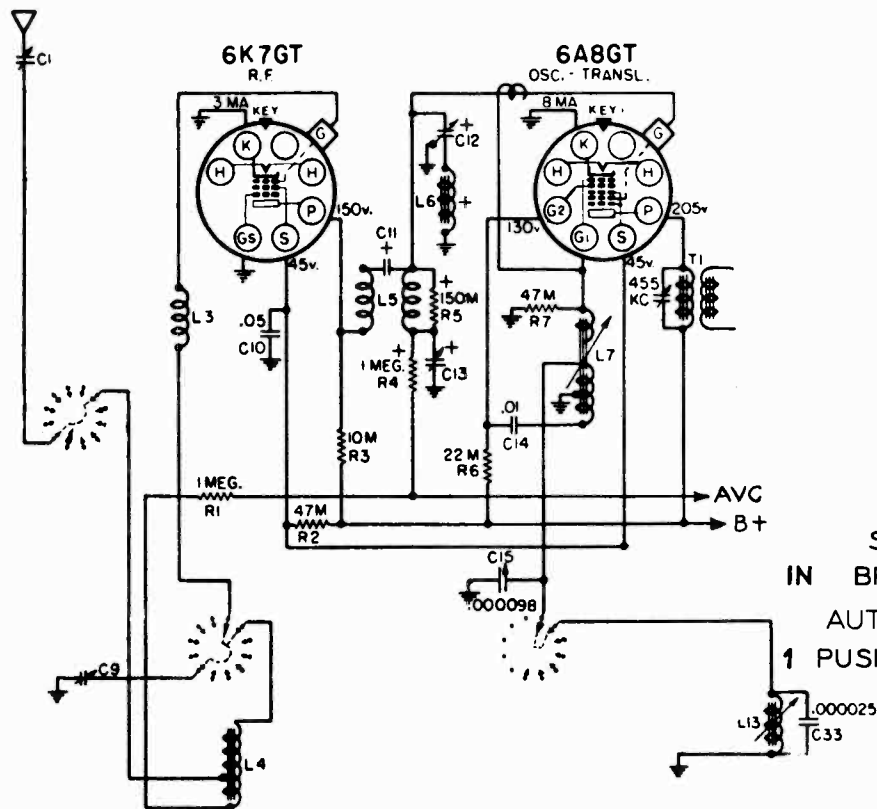 C1
6K7GT
R.F.
3 MA
KEY
G
K
H
H
P
GS
S
150v.
45v.
6A8GT
OSC. - TRANSL.
8 MA
KEY
G
K
H
H
G2
P
G1
S
130v
205v
45v.
+
C12
L6
+
C11
+
L5
+
150M
R5
+
C13
+
1 MEG.
R4
L3
.05
C10
47M
R7
L7
T1
455
KC
.01
C14
10M
R3
22M
R6
1 MEG.
R1
AVC
47M
R2
B+
C15
.000098
S
IN BR
AUT
1 PUSH
C9
L4
L13
.000025
C33